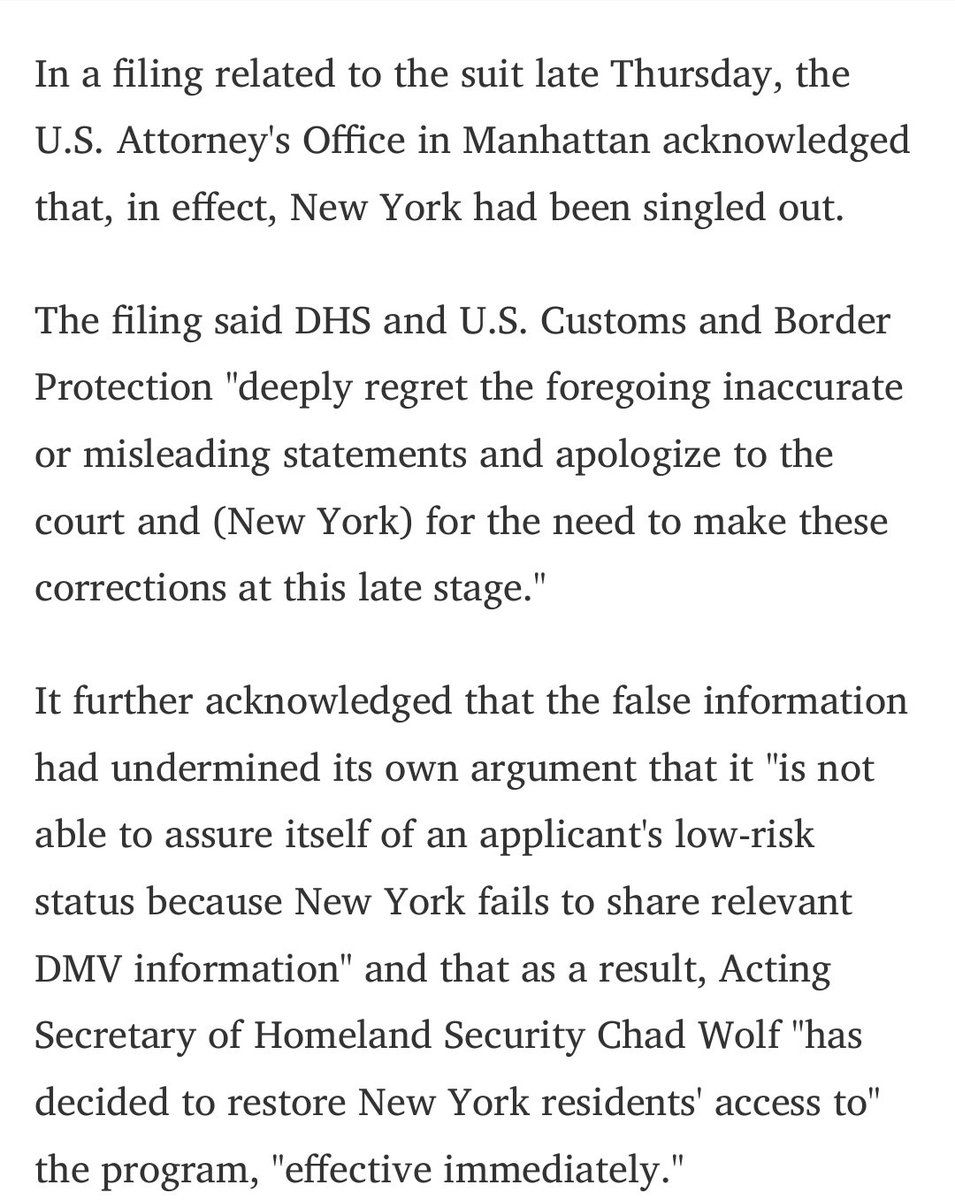 In a filing related to the suit late Thursday, the
U.S. Attorney's Office in Manhattan acknowledged
that, in effect, New York had been singled out.
The filing said DHS and U.S. Customs and Border
Protection "deeply regret the foregoing inaccurate
or misleading statements and apologize to the
court and (New York) for the need to make these
corrections at this late stage."
It further acknowledged that the false information
had undermined its own argument that it "is not
able to assure itself of an applicant's low-risk
status because New York fails to share relevant
DMV information" and that as a result, Acting
Secretary of Homeland Security Chad Wolf "has
decided to restore New York residents' access to"
the program, "effective immediately."